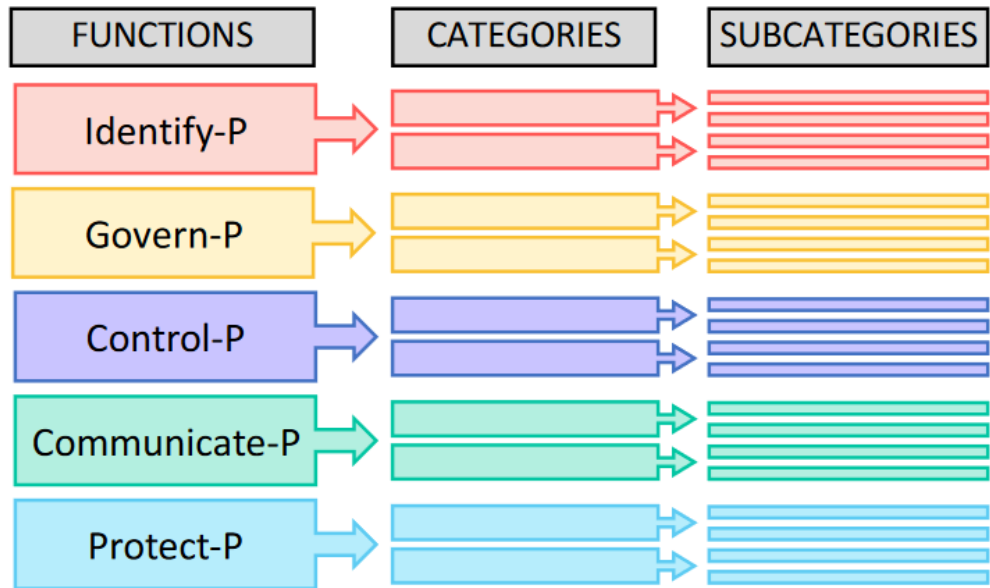 FUNCTIONS
CATEGORIES
SUBCATEGORIES
Identify-P
Govern-P
Control-P
Communicate-P
Protect-P